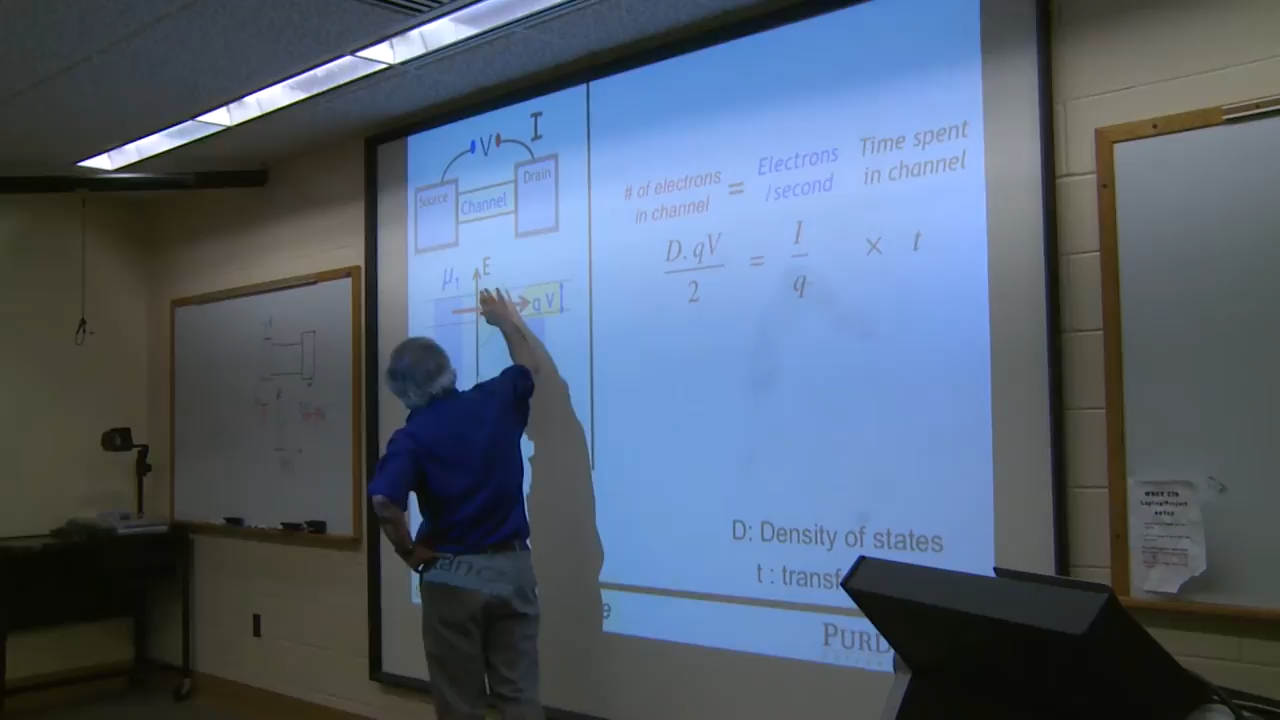 V I
Source Channel Drain
μ₁ E
q V
# of electrons in channel = Electrons /second Time spent in channel
D. qV / 2 = I / q × t
D: Density of states
t : transf
PURD